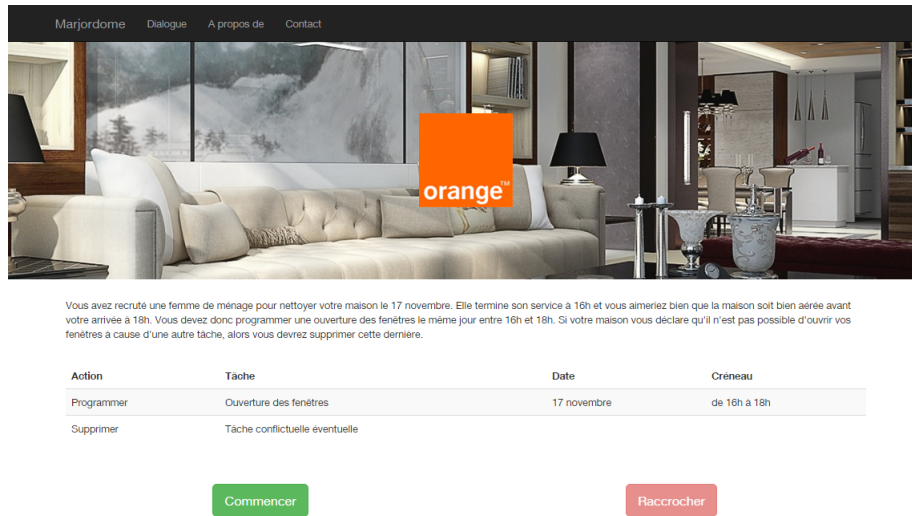 Marjordome Dialogue A propos de Contact
orange™
Vous avez recruté une femme de ménage pour nettoyer votre maison le 17 novembre. Elle termine son service à 16h et vous aimeriez bien que la maison soit bien aérée avant
votre arrivée à 18h. Vous devez donc programmer une ouverture des fenêtres le même jour entre 16h et 18h. Si votre maison vous déclare qu'il n'est pas possible d'ouvrir vos
fenêtres à cause d'une autre tâche, alors vous devrez supprimer cette dernière.
Action Tâche Date Créneau
Programmer Ouverture des fenêtres 17 novembre de 16h à 18h
Supprimer Tâche conflictuelle éventuelle
Commencer Raccrocher